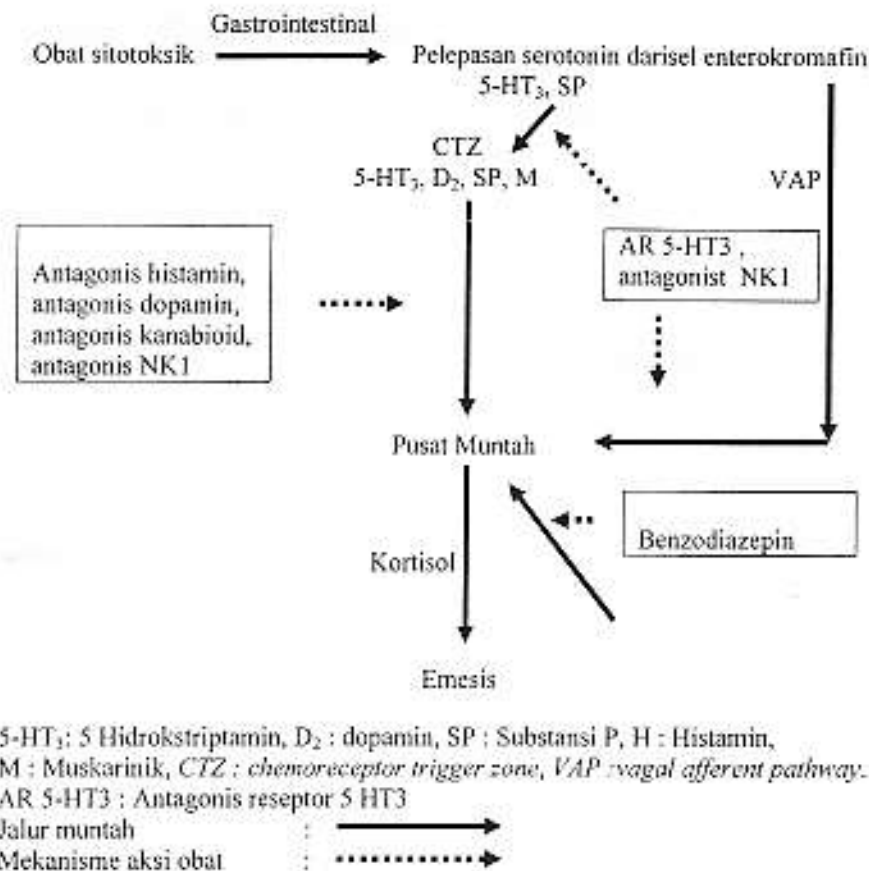 Gastrointestinal
Obat sitotoksik
Pelepasan serotonin darisel enterokromafin
5-HT₃, SP
CTZ
5-HT₃, D₂, SP, M
VAP
AR 5-HT3 ,
antagonist NK1
Antagonis histamin,
antagonis dopamin,
antagonis kanabioid,
antagonis NK1
Pusat Muntah
Benzodiazepin
Kortisol
Emesis
5-HT₃: 5 Hidrokstriptamin, D₂ : dopamin, SP : Substansi P, H : Histamin,
M : Muskarinik, CTZ : chemoreceptor trigger zone, VAP :vagal afferent pathway.
AR 5-HT3 : Antagonis reseptor 5 HT3
Jalur muntah :
Mekanisme aksi obat :